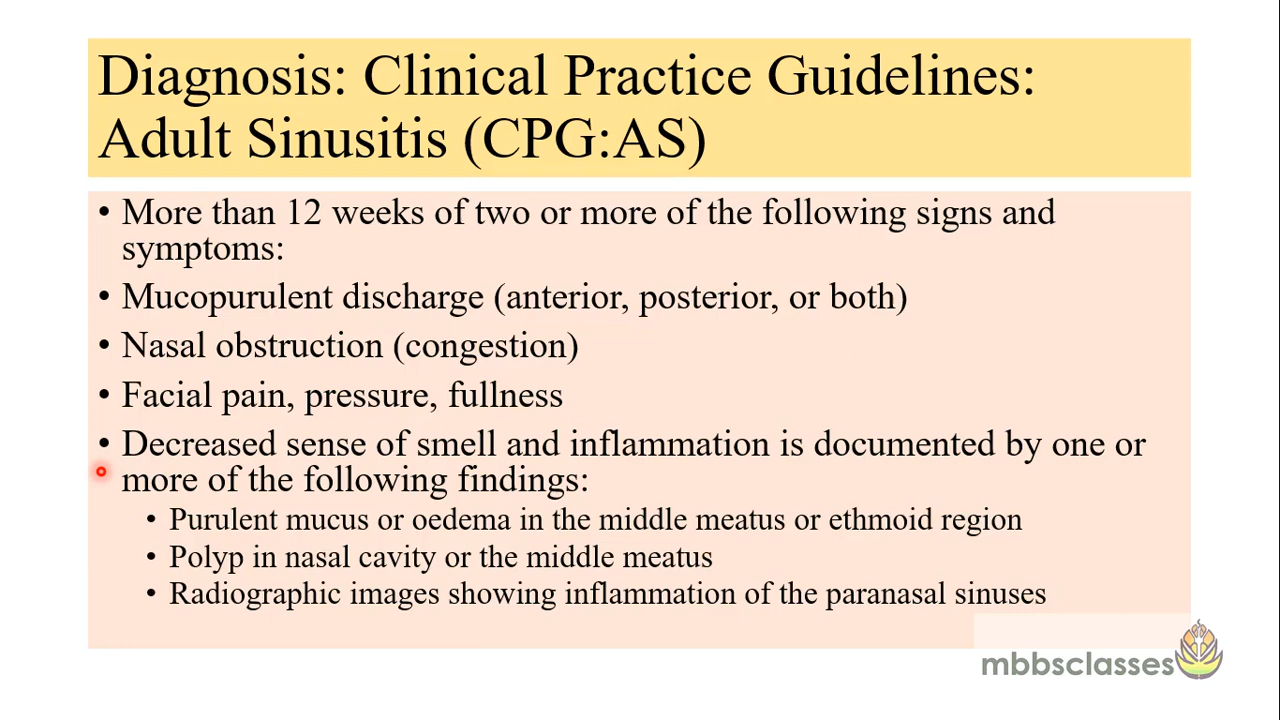 Diagnosis: Clinical Practice Guidelines:
Adult Sinusitis (CPG:AS)
• More than 12 weeks of two or more of the following signs and
symptoms:
• Mucopurulent discharge (anterior, posterior, or both)
• Nasal obstruction (congestion)
• Facial pain, pressure, fullness
• Decreased sense of smell and inflammation is documented by one or
more of the following findings:
• Purulent mucus or oedema in the middle meatus or ethmoid region
• Polyp in nasal cavity or the middle meatus
• Radiographic images showing inflammation of the paranasal sinuses
mbbsclasses